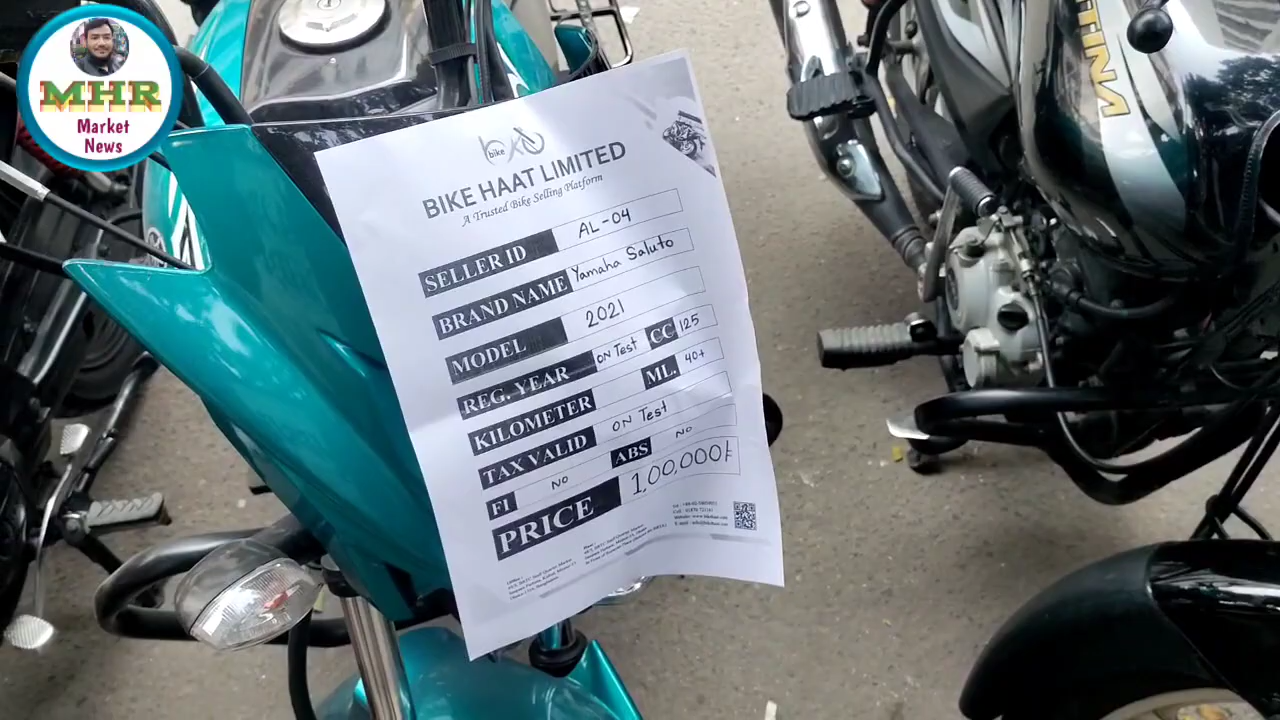 MHR
Market
News
bike
BIKE HAAT LIMITED
A Trusted Bike Selling Platform
SELLER ID AL-04
BRAND NAME Yamaha Saluto
MODEL 2021
REG. YEAR ON Test CC 125
KILOMETER ML. 40+
TAX VALID ON Test
FI NO ABS NO
PRICE 1,00,000/-